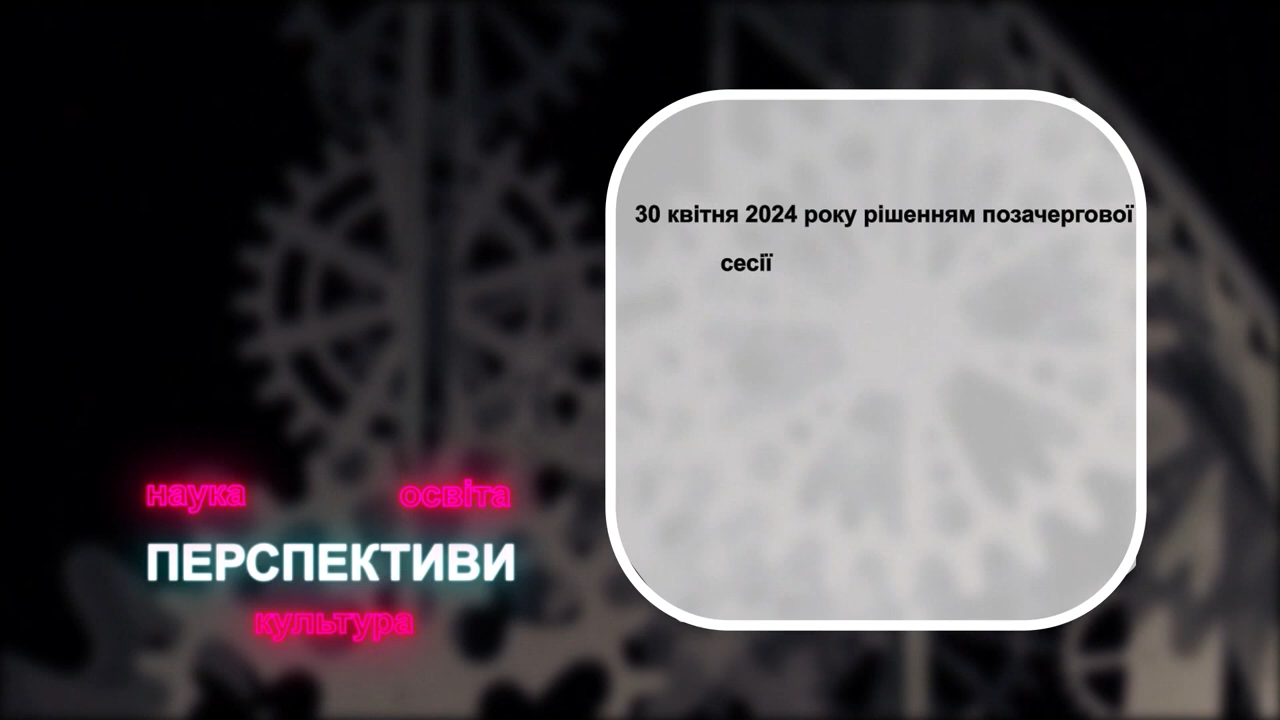 30 квітня 2024 року рішенням позачергової
сесії
наука освіта
ПЕРСПЕКТИВИ
культура